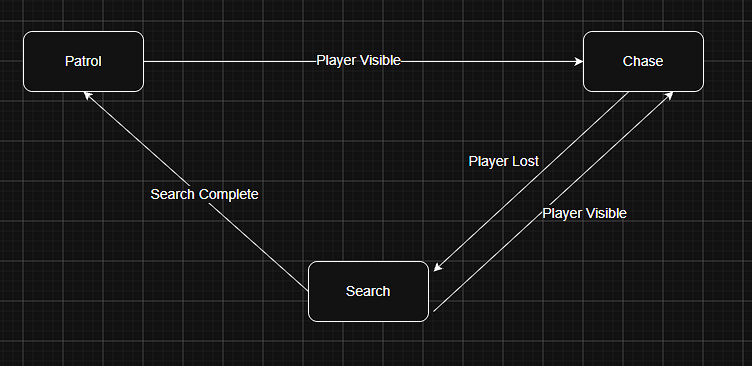 Patrol
Player Visible
Chase
Player Lost
Search Complete
Player Visible
Search